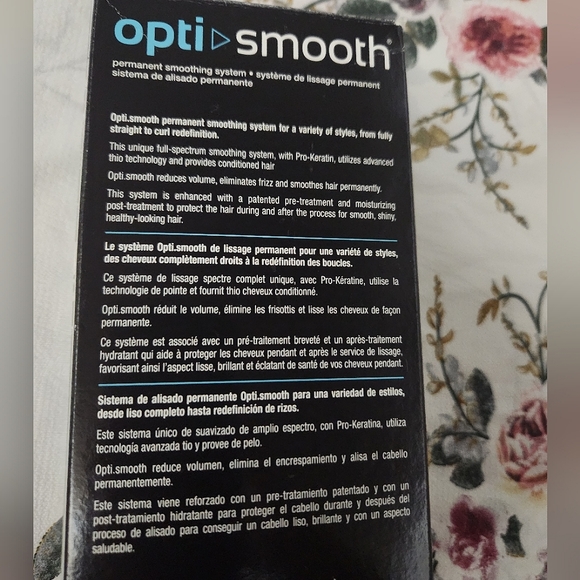 opti smooth®
permanent smoothing system • système de lissage permanent
sistema de alisado permanente
Opti.smooth permanent smoothing system for a variety of styles, from fully
straight to curl redefinition.
This unique full-spectrum smoothing system, with Pro-Keratin, utilizes advanced
thio technology and provides conditioned hair
Opti.smooth reduces volume, eliminates frizz and smoothes hair permanently.
This system is enhanced with a patented pre-treatment and moisturizing
post-treatment to protect the hair during and after the process for smooth, shiny,
healthy-looking hair.
Le système Opti.smooth de lissage permanent pour une variété de styles,
des cheveux complètement droits à la redéfinition des boucles.
Ce système de lissage spectre complet unique, avec Pro-Kératine, utilise la
technologie de pointe et fournit thio cheveux conditionné.
Opti.smooth réduit le volume, élimine les frisottis et lisse les cheveux de façon
permanente.
Ce système est associé avec un pré-traitement breveté et un après-traitement
hydratant qui aide à proteger les cheveux pendant et après le service de lissage,
favorisant ainsi l'aspect lisse, brillant et éclatant de santé de vos cheveux pendant.
Sistema de alisado permanente Opti.smooth para una variedad de estilos,
desde liso completo hasta redefinición de rizos.
Este sistema único de suavizado de amplio espectro, con Pro-Keratina, utiliza
tecnología avanzada tio y provee de pelo.
Opti.smooth reduce volumen, elimina el encrespamiento y alisa el cabello
permanentemente.
Este sistema viene reforzado con un pre-tratamiento patentado y con un
post-tratamiento hidratante para proteger el cabello durante y después del
proceso de alisado para conseguir un cabello liso, brillante y con un aspecto
saludable.